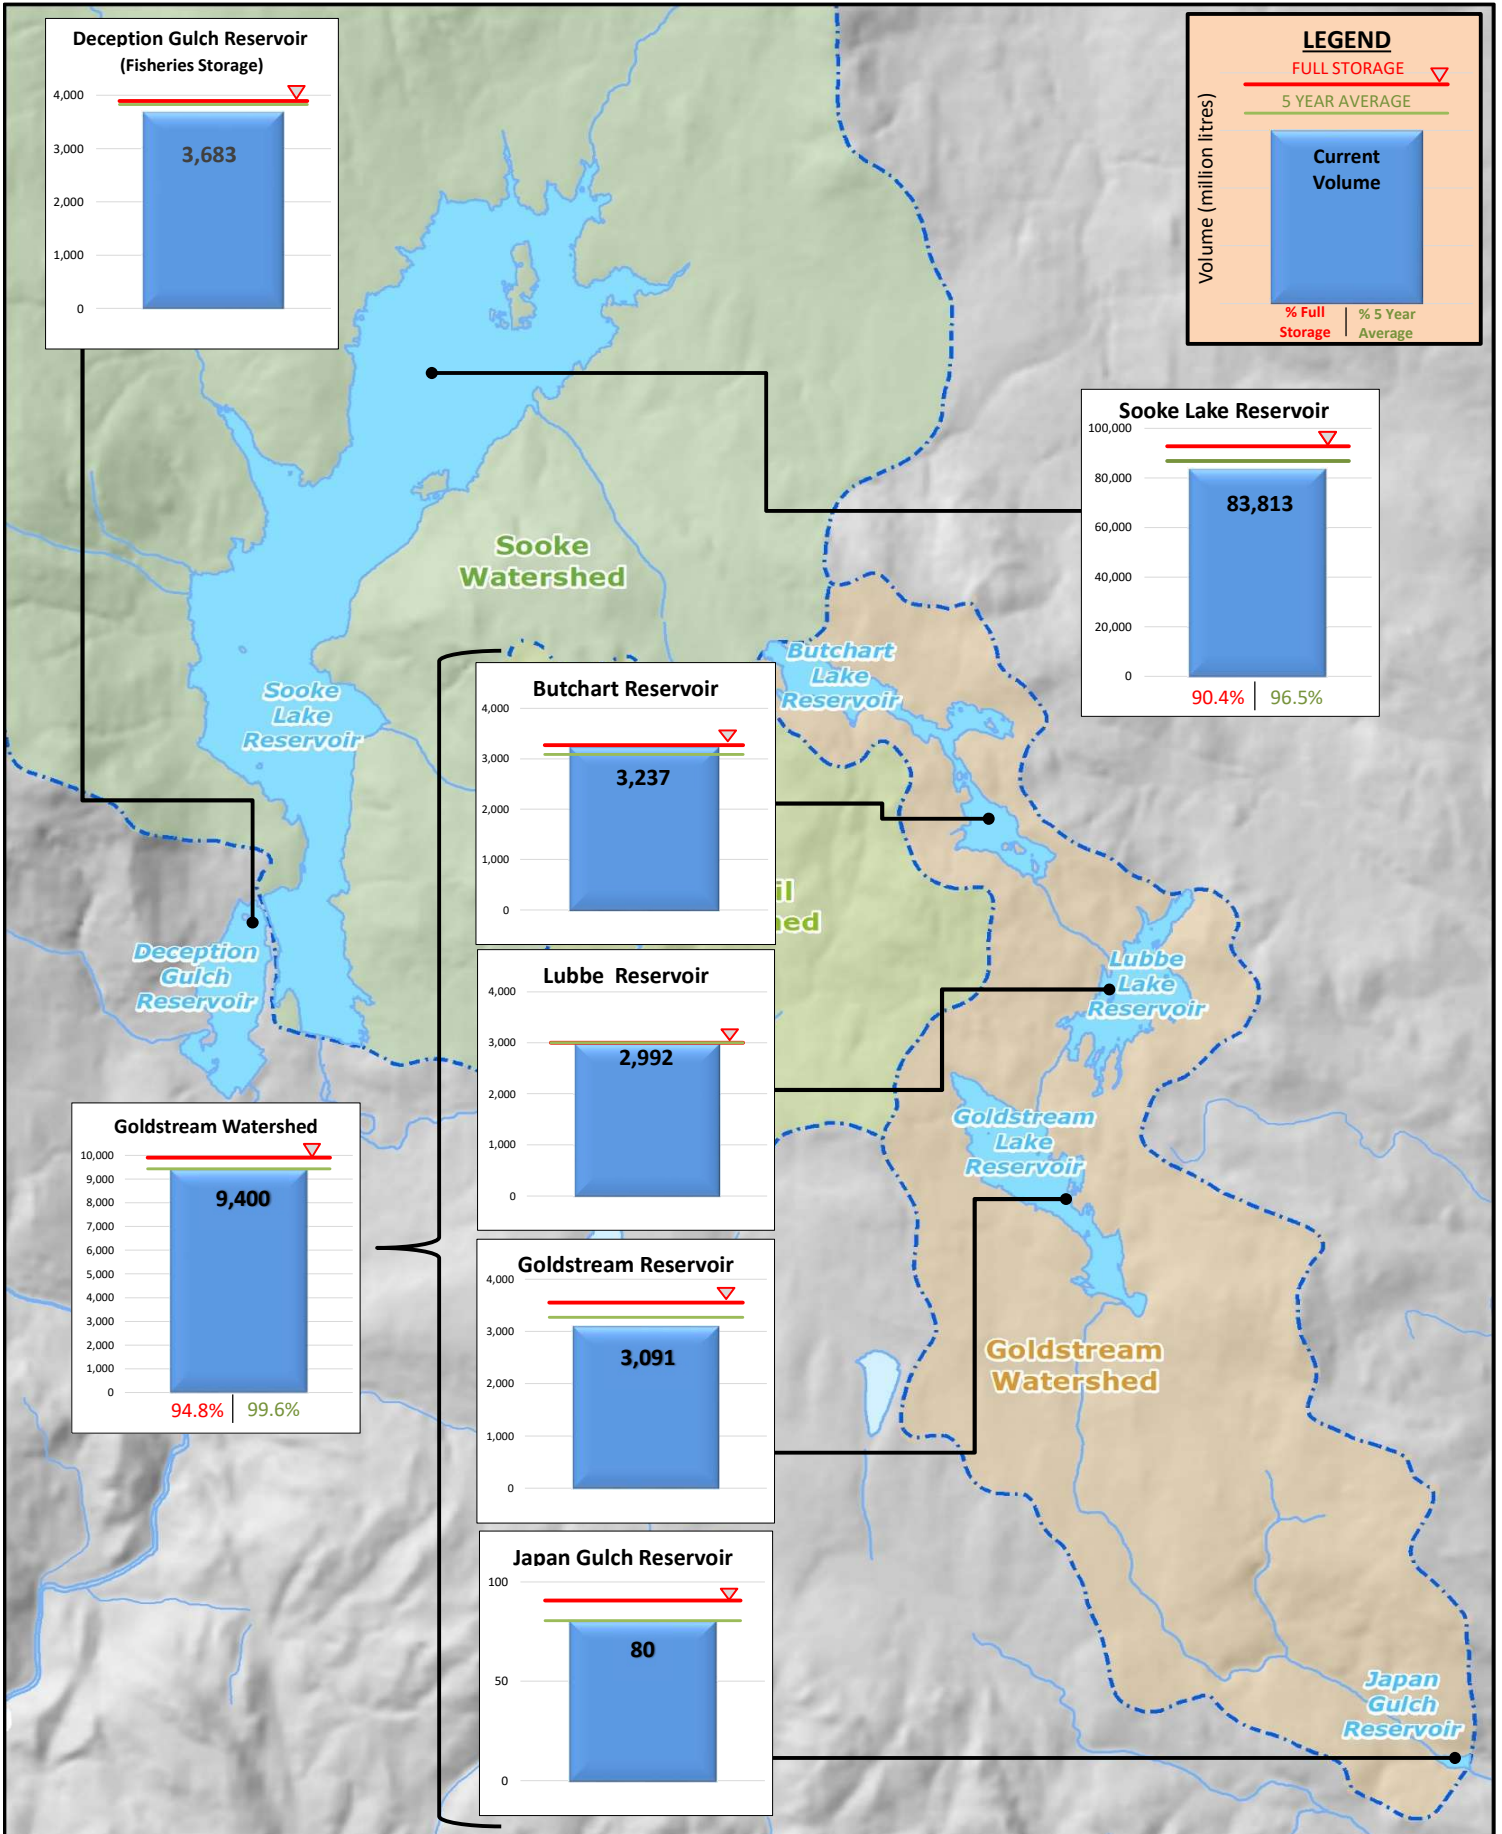 Deception Gulch Reservoir
(Fisheries Storage)
4,000
3,000
2,000
1,000
0
3,683
LEGEND
FULL STORAGE
5 YEAR AVERAGE
Volume (million litres)
Current
Volume
% Full
Storage
% 5 Year
Average
Sooke Lake Reservoir
100,000
80,000
60,000
40,000
20,000
0
83,813
90.4%
96.5%
Sooke
Watershed
Sooke
Lake
Reservoir
Butchart
Lake
Reservoir
Butchart Reservoir
4,000
3,000
2,000
1,000
0
3,237
il
ed
Deception
Gulch
Reservoir
Lubbe Reservoir
4,000
3,000
2,000
1,000
0
2,992
Lubbe
Lake
Reservoir
Goldstream
Lake
Reservoir
Goldstream Watershed
10,000
9,000
8,000
7,000
6,000
5,000
4,000
3,000
2,000
1,000
0
9,400
94.8%
99.6%
Goldstream Reservoir
4,000
3,000
2,000
1,000
0
3,091
Goldstream
Watershed
Japan Gulch Reservoir
100
50
0
80
Japan
Gulch
Reservoir